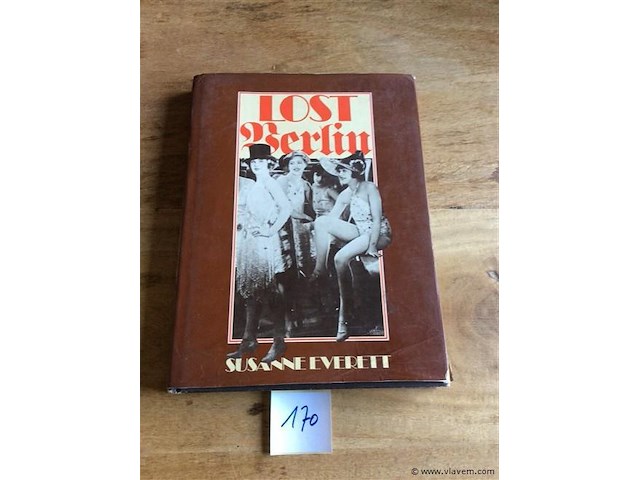 LOST
Berlin
SUSANNE EVERETT
170
© www.vlavem.com